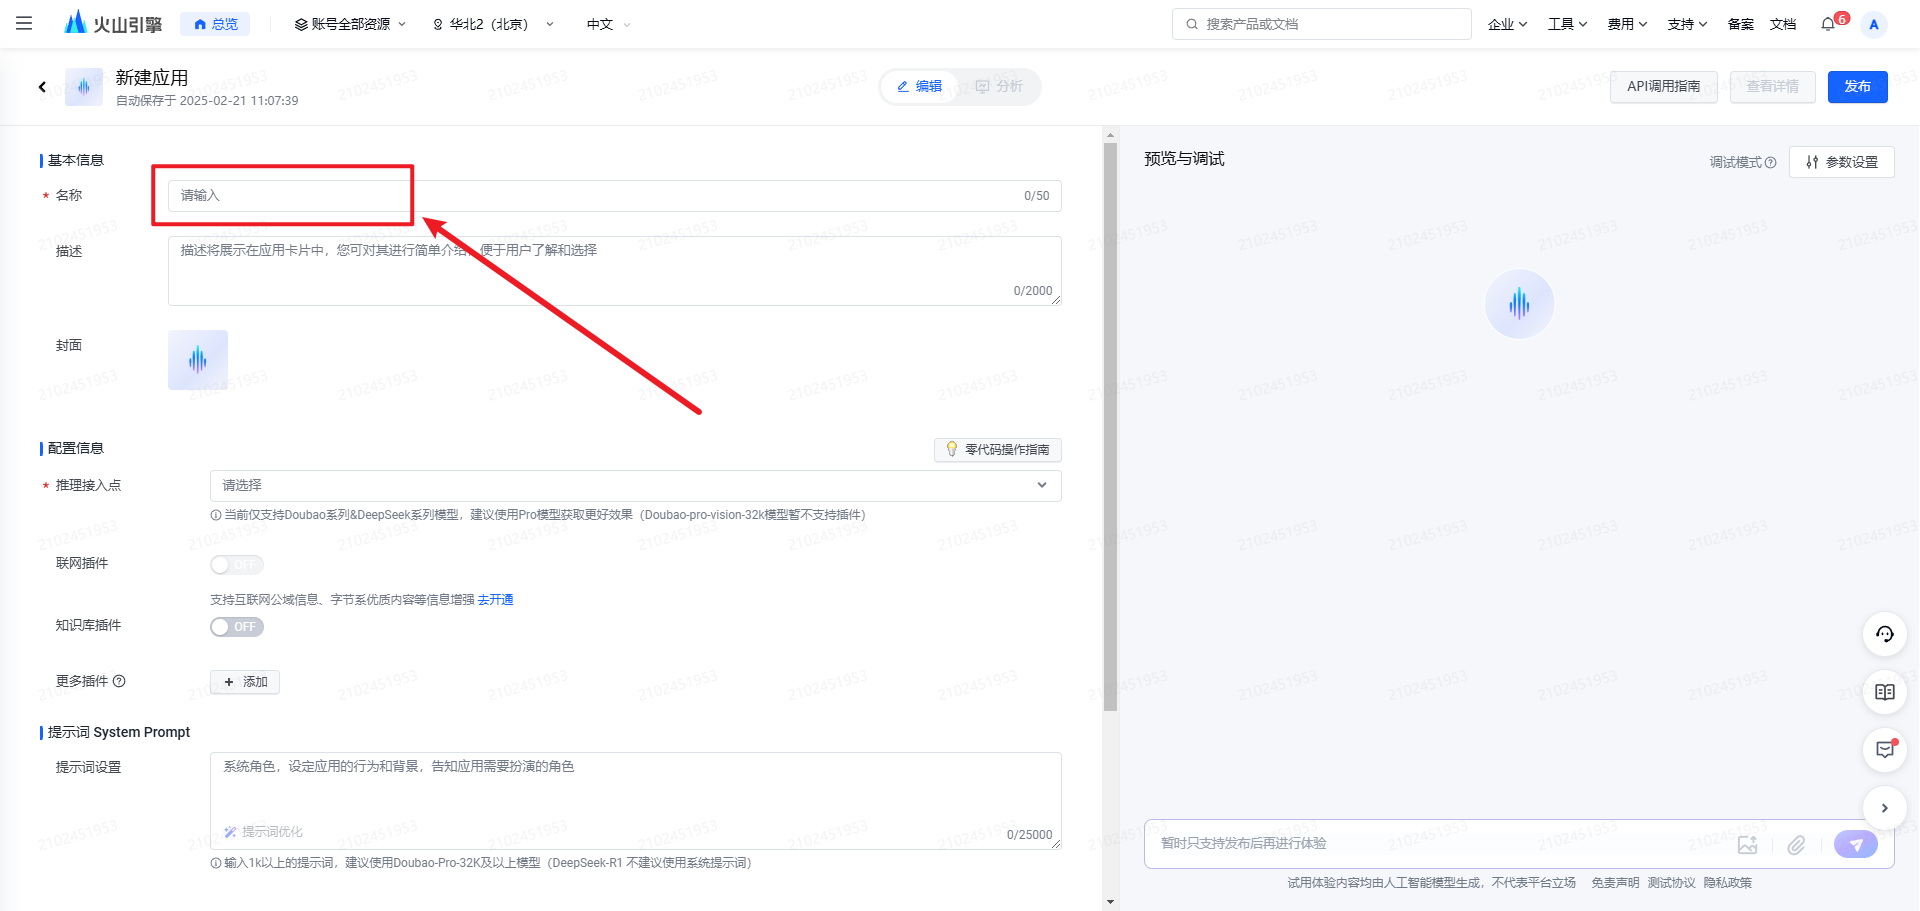 火山引擎 总览 账号全部资源 华北2（北京） 中文 搜索产品或文档 企业 工具 费用 支持 备案 文档 6 A
新建应用
自动保存于 2025-02-21 11:07:39
编辑 分析
API调用指南 查看详情 发布
基本信息
* 名称 请输入 0/50
描述 描述将展示在应用卡片中，您可对其进行简单介绍，便于用户了解和选择
0/2000
封面
配置信息 零代码操作指南
* 推理接入点 请选择
当前仅支持Doubao系列&DeepSeek系列模型，建议使用Pro模型获取更好效果（Doubao-pro-vision-32k模型暂不支持插件）
联网插件 OFF
支持互联网公域信息、字节系优质内容等信息增强 去开通
知识库插件 OFF
更多插件 + 添加
提示词 System Prompt
提示词设置 系统角色，设定应用的行为和背景，告知应用需要扮演的角色
提示词优化 0/25000
输入1k以上的提示词，建议使用Doubao-Pro-32K及以上模型（DeepSeek-R1 不建议使用系统提示词）
预览与调试 调试模式 参数设置
暂时只支持发布后再进行体验
试用体验内容均由人工智能模型生成，不代表平台立场 免责声明 测试协议 隐私政策
2102451953